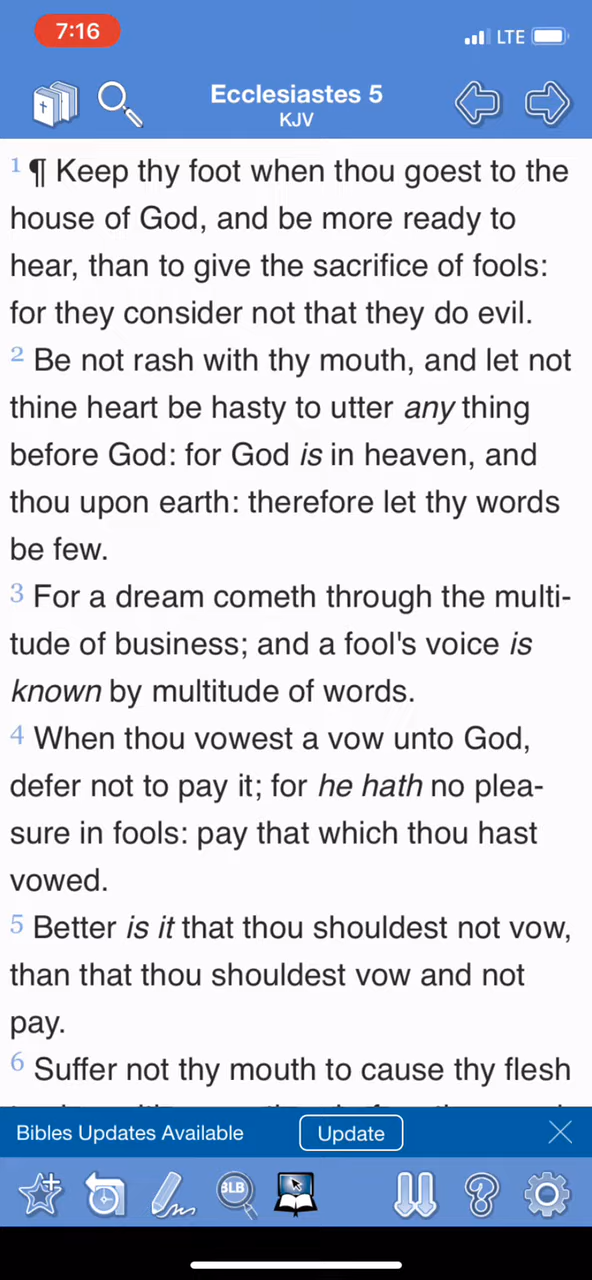 7:16
LTE
Ecclesiastes 5
KJV
1 ¶ Keep thy foot when thou goest to the
house of God, and be more ready to
hear, than to give the sacrifice of fools:
for they consider not that they do evil.
2 Be not rash with thy mouth, and let not
thine heart be hasty to utter any thing
before God: for God is in heaven, and
thou upon earth: therefore let thy words
be few.
3 For a dream cometh through the multi-
tude of business; and a fool's voice is
known by multitude of words.
4 When thou vowest a vow unto God,
defer not to pay it; for he hath no plea-
sure in fools: pay that which thou hast
vowed.
5 Better is it that thou shouldest not vow,
than that thou shouldest vow and not
pay.
6 Suffer not thy mouth to cause thy flesh
Bibles Updates Available
Update
BLB